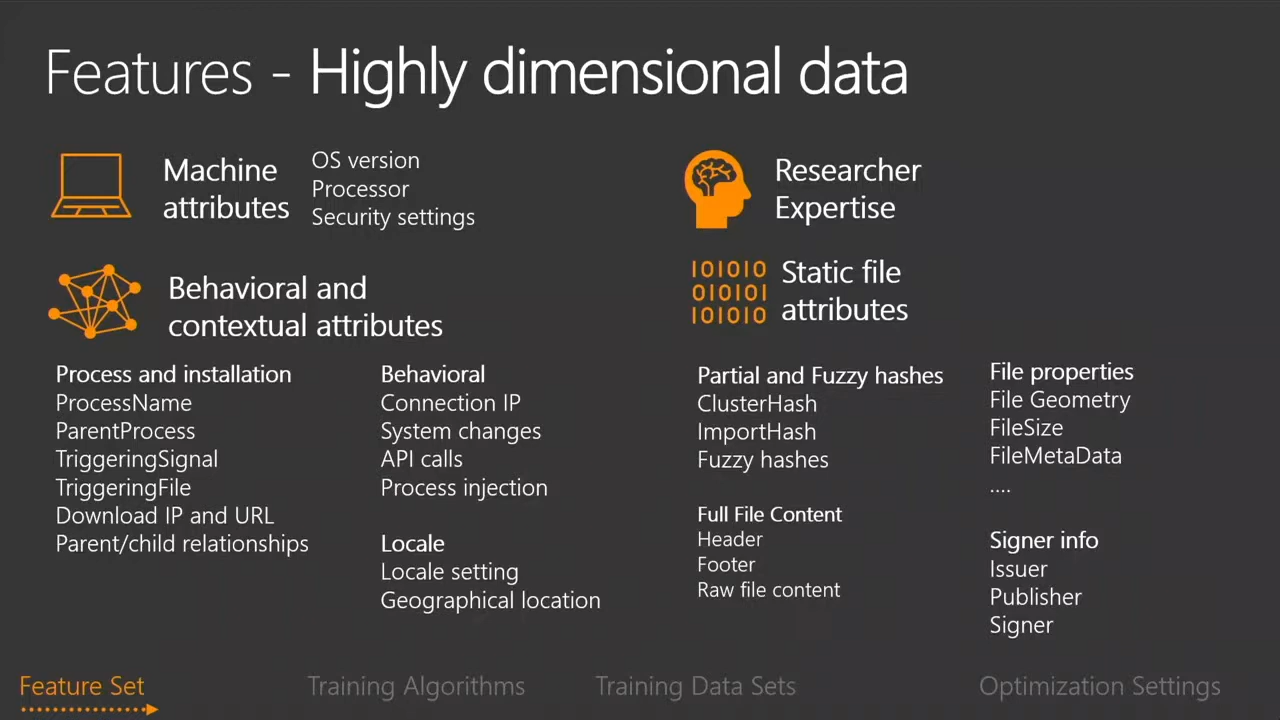 Features - Highly dimensional data
Machine
attributes
OS version
Processor
Security settings
Researcher
Expertise
Behavioral and
contextual attributes
101010
010101
101010
Static file
attributes
Process and installation
ProcessName
ParentProcess
TriggeringSignal
TriggeringFile
Download IP and URL
Parent/child relationships
Behavioral
Connection IP
System changes
API calls
Process injection
Locale
Locale setting
Geographical location
Partial and Fuzzy hashes
ClusterHash
ImportHash
Fuzzy hashes
Full File Content
Header
Footer
Raw file content
File properties
File Geometry
FileSize
FileMetaData
....
Signer info
Issuer
Publisher
Signer
Feature Set
Training Algorithms
Training Data Sets
Optimization Settings